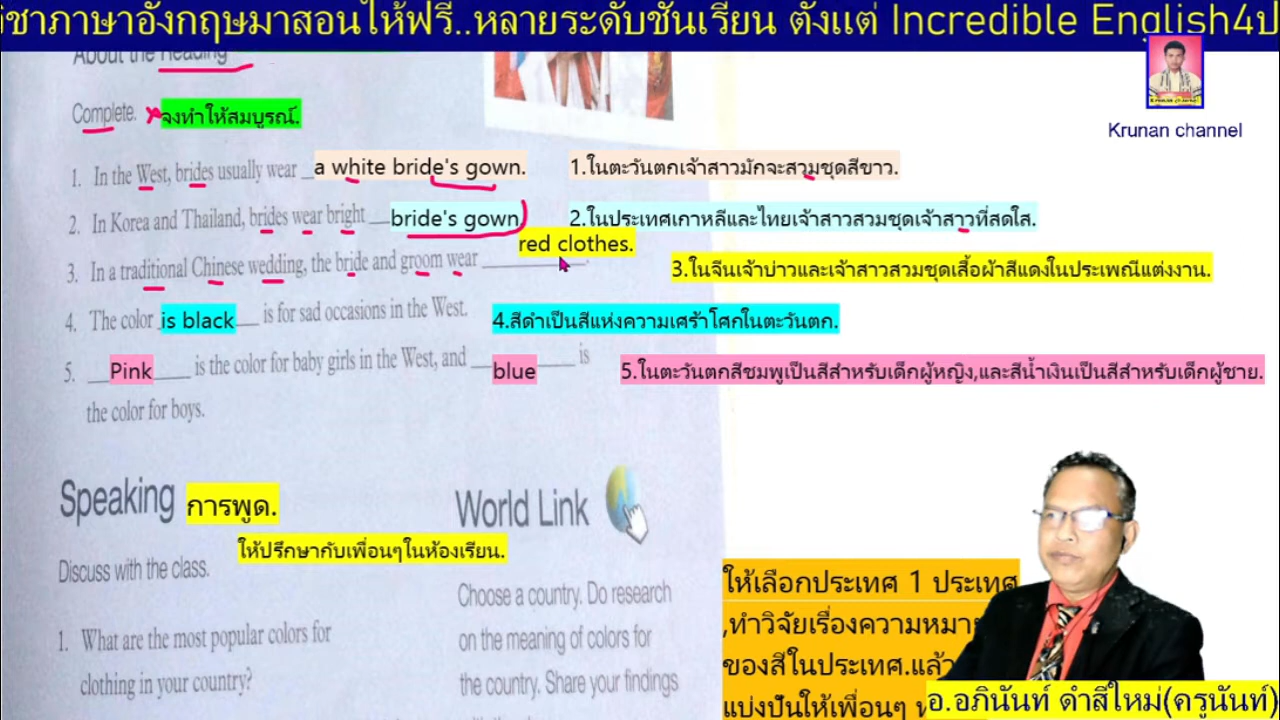 วิชาภาษาอังกฤษมาสอนให้ฟรี..หลายระดับชั้นเรียน ตั้งแต่ Incredible English4ป
About the Reading
Krunan channel
Complete. จงทำให้สมบูรณ์.
1. In the West, brides usually wear _a white bride's gown. 1.ในตะวันตกเจ้าสาวมักจะสวมชุดสีขาว.
2. In Korea and Thailand, brides wear bright __bride's gown. 2.ในประเทศเกาหลีและไทยเจ้าสาวสวมชุดเจ้าสาวที่สดใส.
red clothes.
3. In a traditional Chinese wedding, the bride and groom wear ____________. 3.ในจีนเจ้าบ่าวและเจ้าสาวสวมชุดเสื้อผ้าสีแดงในประเพณีแต่งงาน.
4. The color _is black___ is for sad occasions in the West. 4.สีดำเป็นสีแห่งความเศร้าโศกในตะวันตก.
5. __Pink____ is the color for baby girls in the West, and __blue____ is 5.ในตะวันตกสีชมพูเป็นสีสำหรับเด็กผู้หญิง,และสีน้ำเงินเป็นสีสำหรับเด็กผู้ชาย.
the color for boys.
Speaking การพูด.
ให้ปรึกษากับเพื่อนๆในห้องเรียน.
Discuss with the class.
1. What are the most popular colors for
clothing in your country?
World Link
Choose a country. Do research
on the meaning of colors for
the country. Share your findings
ให้เลือกประเทศ 1 ประเทศ
,ทำวิจัยเรื่องความหมาย
ของสีในประเทศ.แล้ว
แบ่งปันให้เพื่อนๆ
อ.อภินันท์ ดำสีใหม่(ครูนันท์)